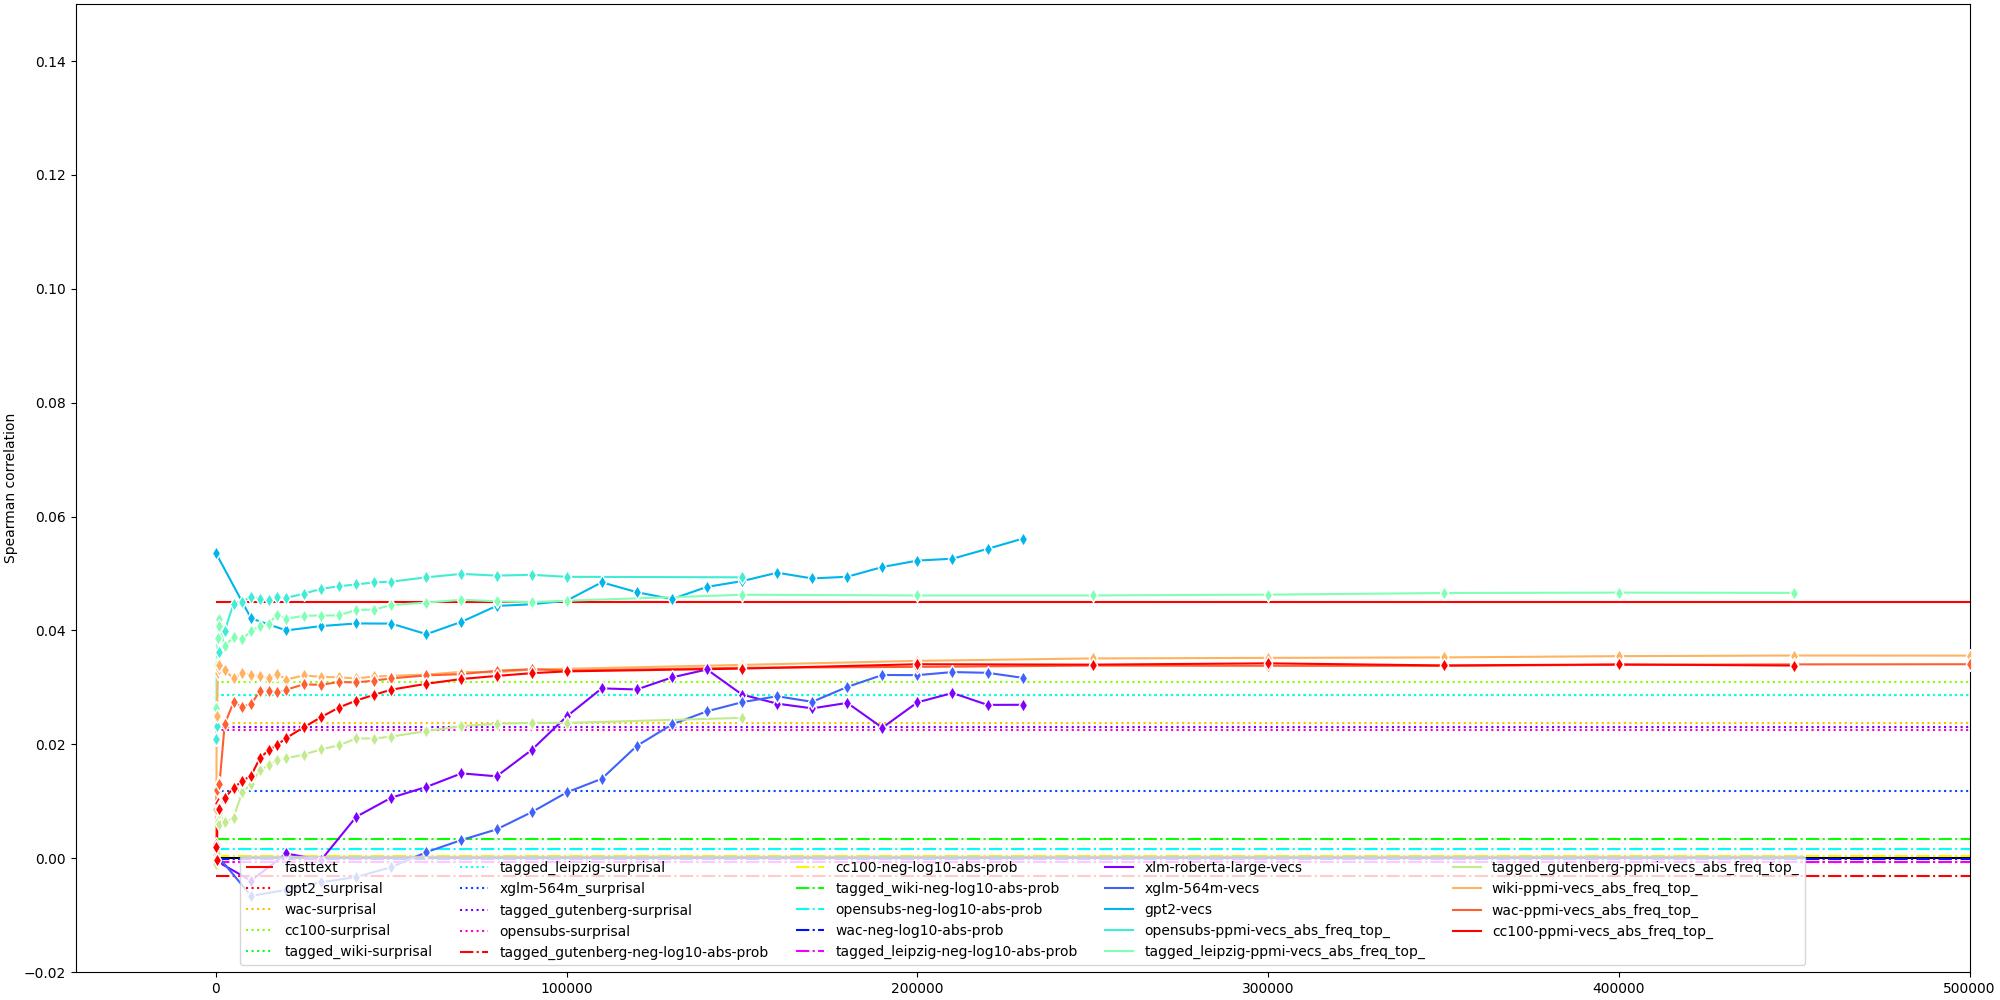 0.14
0.12
0.10
0.08
0.06
0.04
0.02
0.00
−0.02
Spearman correlation
0
100000
200000
300000
400000
500000
fasttext
gpt2_surprisal
wac-surprisal
cc100-surprisal
tagged_wiki-surprisal
tagged_leipzig-surprisal
xglm-564m_surprisal
tagged_gutenberg-surprisal
opensubs-surprisal
tagged_gutenberg-neg-log10-abs-prob
cc100-neg-log10-abs-prob
tagged_wiki-neg-log10-abs-prob
opensubs-neg-log10-abs-prob
wac-neg-log10-abs-prob
tagged_leipzig-neg-log10-abs-prob
xlm-roberta-large-vecs
xglm-564m-vecs
gpt2-vecs
opensubs-ppmi-vecs_abs_freq_top_
tagged_leipzig-ppmi-vecs_abs_freq_top_
tagged_gutenberg-ppmi-vecs_abs_freq_top_
wiki-ppmi-vecs_abs_freq_top_
wac-ppmi-vecs_abs_freq_top_
cc100-ppmi-vecs_abs_freq_top_